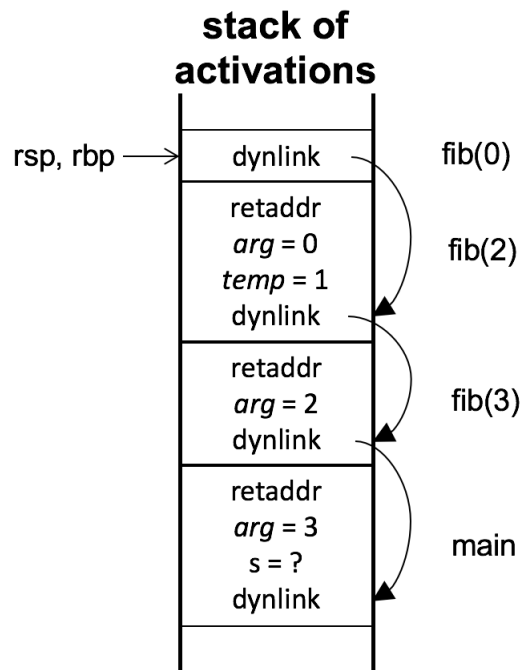 stack of
activations
rsp, rbp
dynlink
fib(0)
retaddr
arg = 0
fib(2)
temp = 1
dynlink
retaddr
arg = 2
fib(3)
dynlink
retaddr
arg = 3
main
s = ?
dynlink